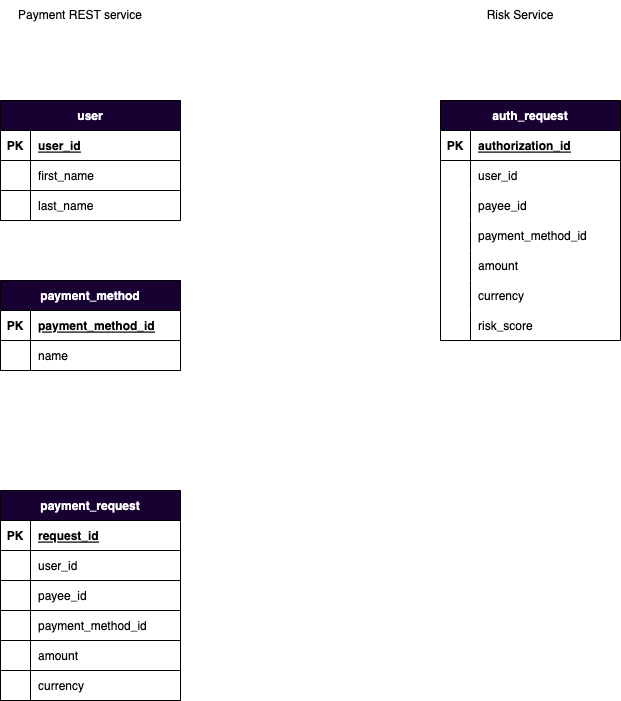 Payment REST service
Risk Service
user
PK user_id
first_name
last_name
payment_method
PK payment_method_id
name
payment_request
PK request_id
user_id
payee_id
payment_method_id
amount
currency
auth_request
PK authorization_id
user_id
payee_id
payment_method_id
amount
currency
risk_score